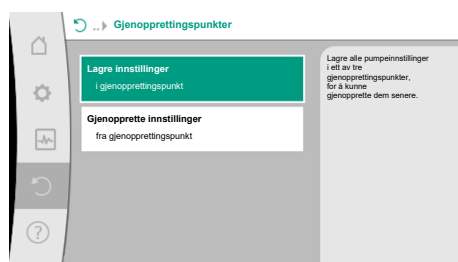 ..▸ Gjenopprettingspunkter
Lagre innstillinger
i gjenopprettingspunkt
Gjenopprette innstillinger
fra gjenopprettingspunkt
Lagre alle pumpeinnstillinger
i ett av tre
gjenopprettingspunkter,
for å kunne
gjenopprette dem senere.
?